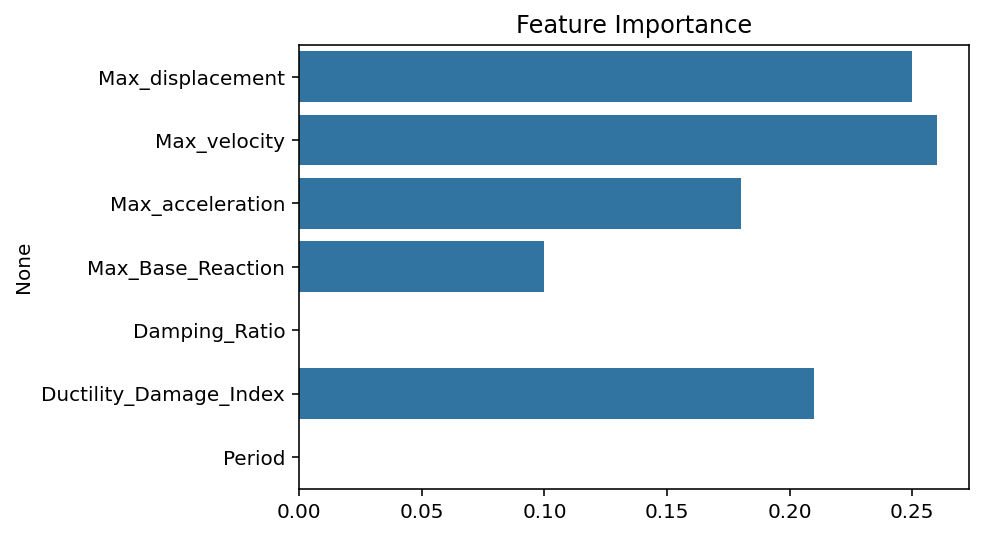 Feature Importance
Max_displacement
Max_velocity
Max_acceleration
Max_Base_Reaction
Damping_Ratio
Ductility_Damage_Index
Period
None
0.00 0.05 0.10 0.15 0.20 0.25